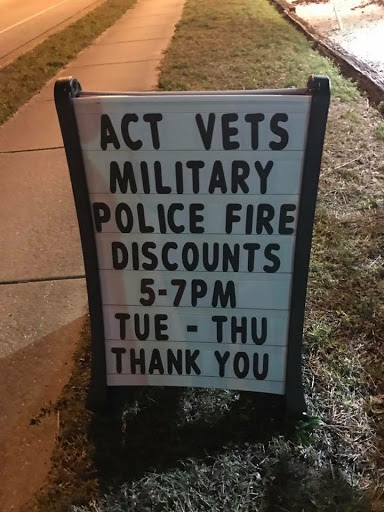 ACT VETS
MILITARY
POLICE FIRE
DISCOUNTS
5-7PM
TUE - THU
THANK YOU